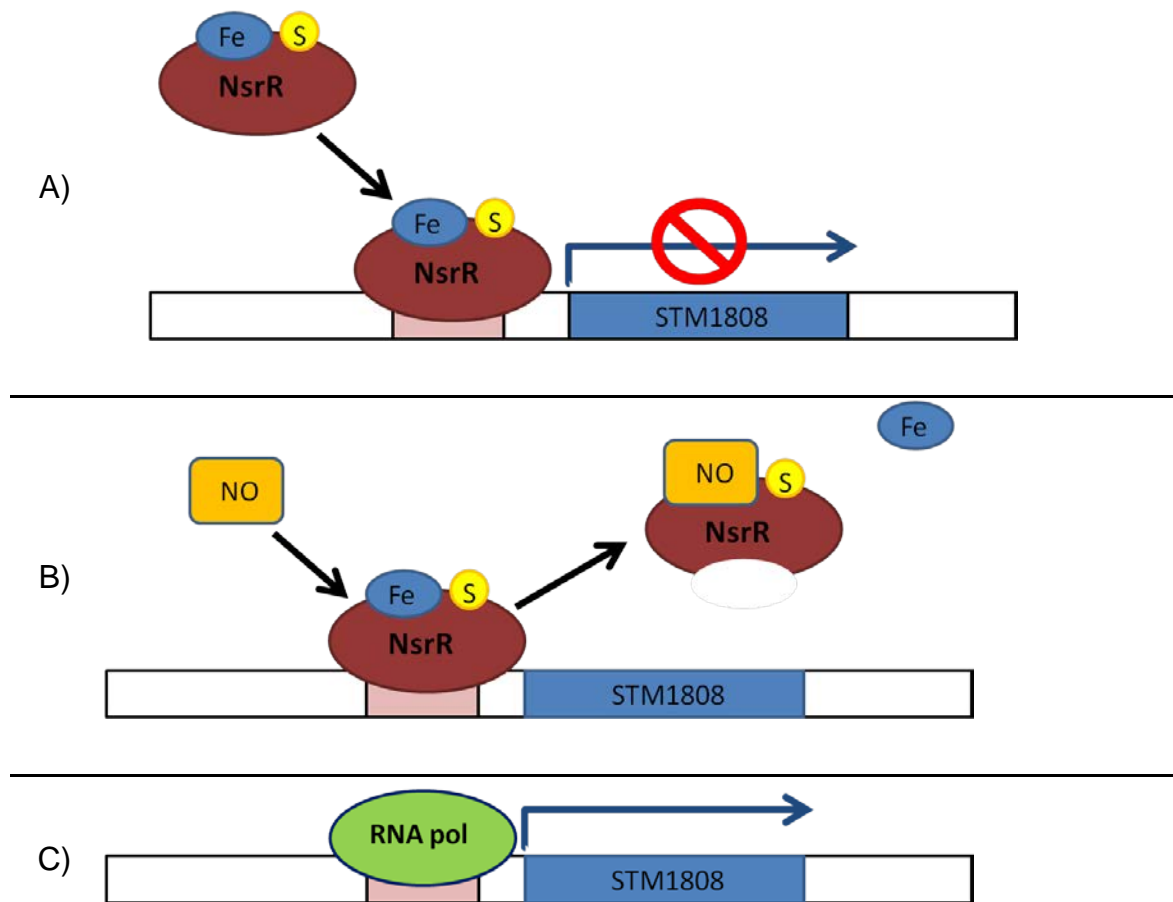 Fe S
NsrR
A)
Fe S
NsrR
STM1808
Fe
NO S
NO
NsrR
B)
Fe S
NsrR
STM1808
RNA pol
C)
STM1808